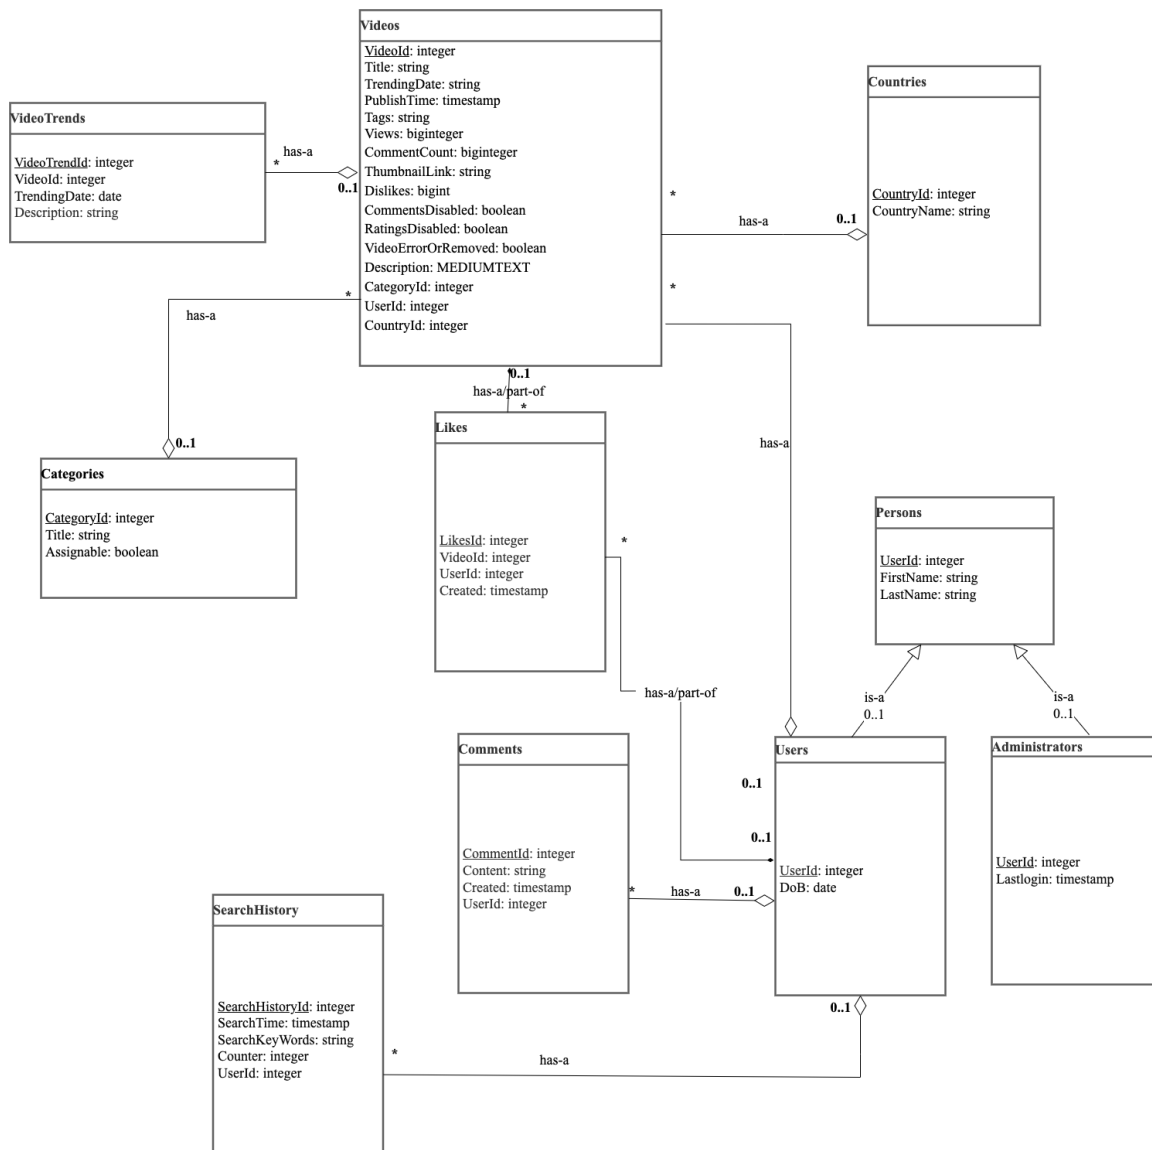 Videos
VideoId: integer
Title: string
TrendingDate: string
PublishTime: timestamp
Tags: string
Views: biginteger
CommentCount: biginteger
ThumbnailLink: string
Dislikes: bigint
CommentsDisabled: boolean
RatingsDisabled: boolean
VideoErrorOrRemoved: boolean
Description: MEDIUMTEXT
CategoryId: integer
UserId: integer
CountryId: integer
Countries
CountryId: integer
CountryName: string
VideoTrends
VideoTrendId: integer
VideoId: integer
TrendingDate: date
Description: string
has-a
*
0..1
*
has-a
0..1
*
*
has-a
0..1
Categories
CategoryId: integer
Title: string
Assignable: boolean
0..1
has-a/part-of
*
Likes
LikesId: integer
VideoId: integer
UserId: integer
Created: timestamp
*
has-a
has-a/part-of
Persons
UserId: integer
FirstName: string
LastName: string
is-a
0..1
is-a
0..1
Comments
CommentId: integer
Content: string
Created: timestamp
UserId: integer
Users
UserId: integer
DoB: date
0..1
0..1
*
has-a
0..1
Administrators
UserId: integer
Lastlogin: timestamp
SearchHistory
SearchHistoryId: integer
SearchTime: timestamp
SearchKeyWords: string
Counter: integer
UserId: integer
*
has-a
0..1